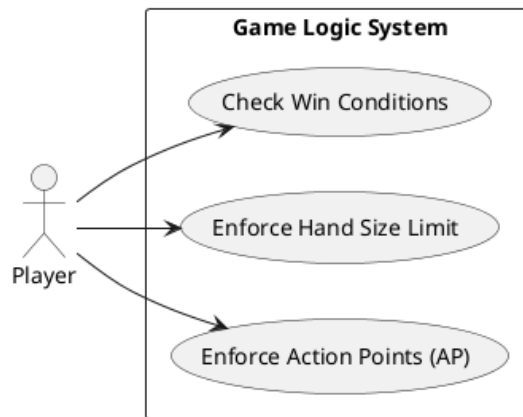 Game Logic System
Check Win Conditions
Enforce Hand Size Limit
Player
Enforce Action Points (AP)